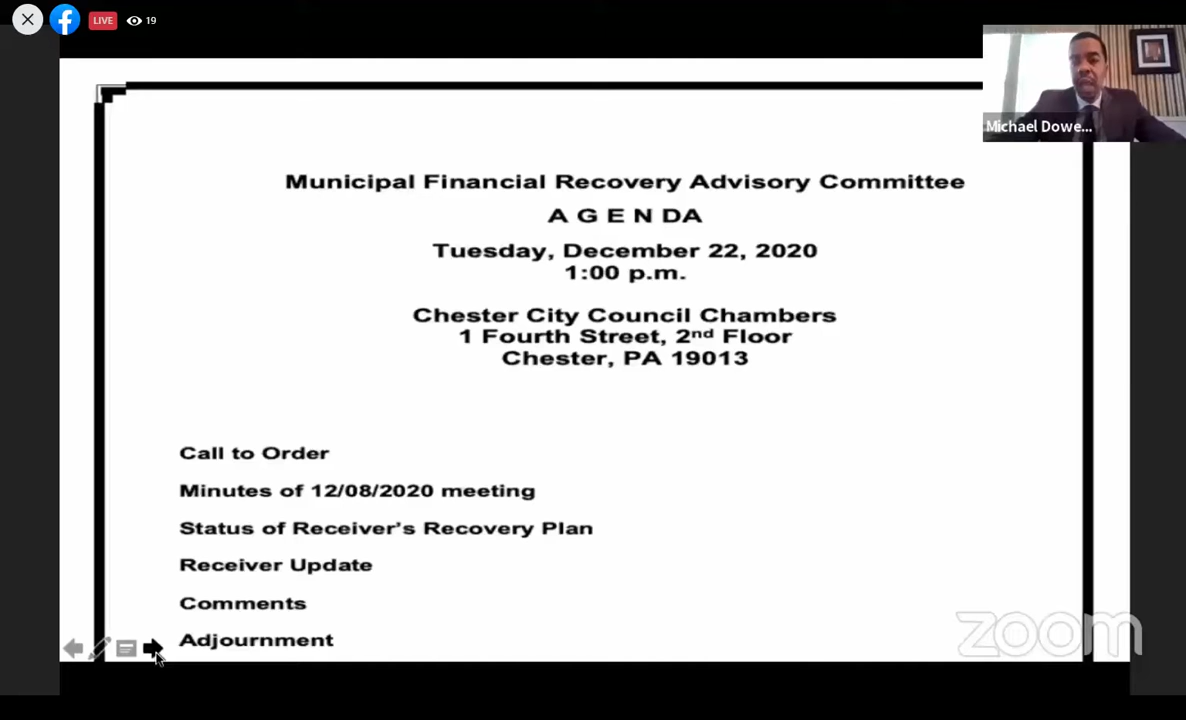 LIVE
19
Michael Dowe...
Municipal Financial Recovery Advisory Committee
A G E N DA
Tuesday, December 22, 2020
1:00 p.m.
Chester City Council Chambers
1 Fourth Street, 2nd Floor
Chester, PA 19013
Call to Order
Minutes of 12/08/2020 meeting
Status of Receiver's Recovery Plan
Receiver Update
Comments
Adjournment
zoom